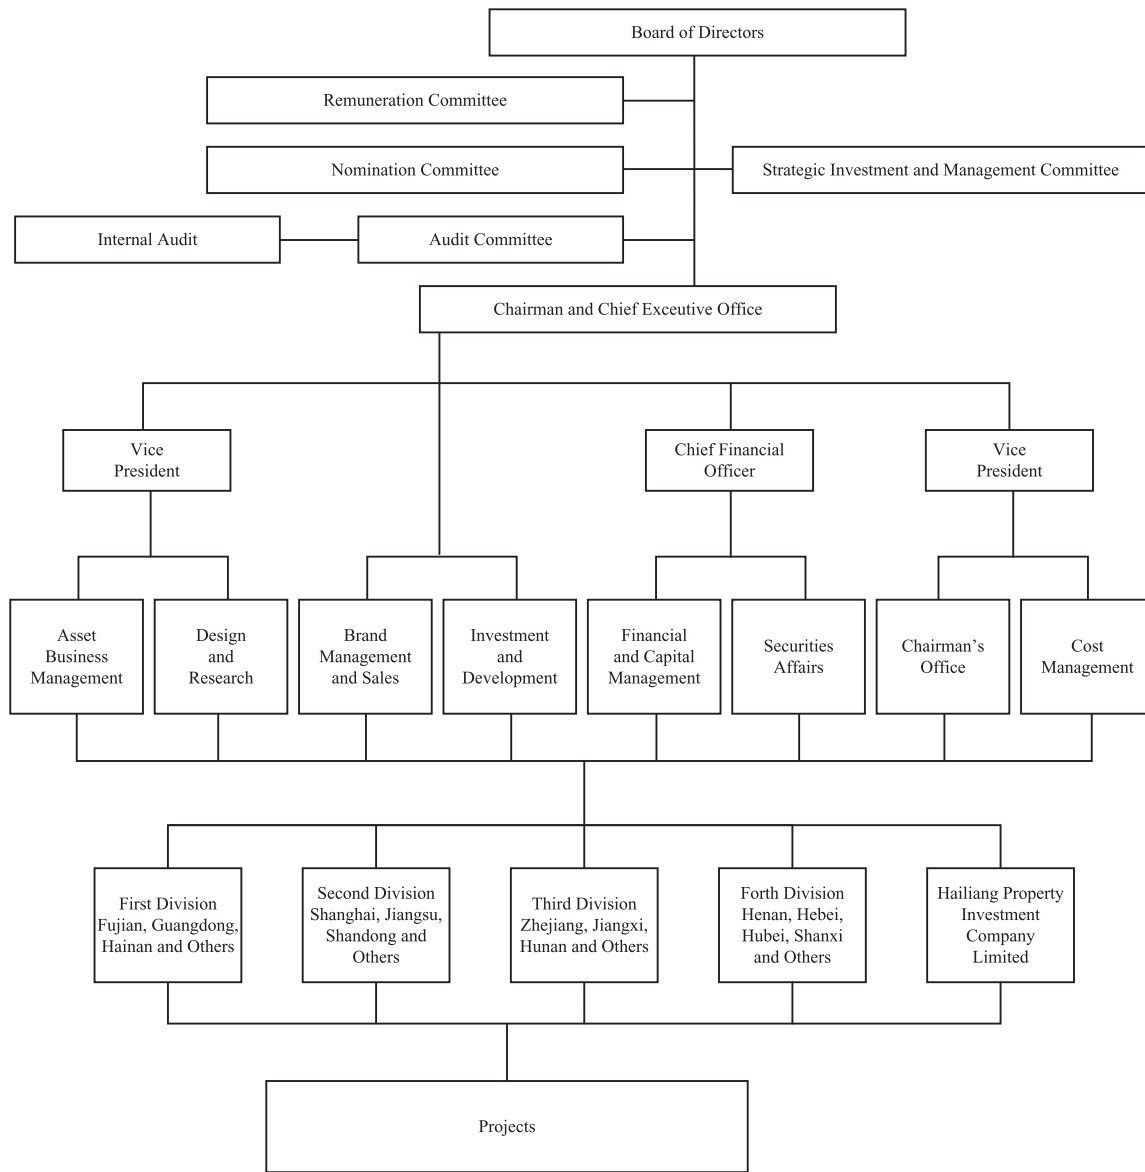 Board of Directors
Remuneration Committee
Nomination Committee
Strategic Investment and Management Committee
Internal Audit
Audit Committee
Chairman and Chief Exceutive Office
Vice
President
Chief Financial
Officer
Vice
President
Asset
Business
Management
Design
and
Research
Brand
Management
and Sales
Investment
and
Development
Financial
and Capital
Management
Securities
Affairs
Chairman’s
Office
Cost
Management
First Division
Fujian, Guangdong,
Hainan and Others
Second Division
Shanghai, Jiangsu,
Shandong and
Others
Third Division
Zhejiang, Jiangxi,
Hunan and Others
Forth Division
Henan, Hebei,
Hubei, Shanxi
and Others
Hailiang Property
Investment
Company
Limited
Projects